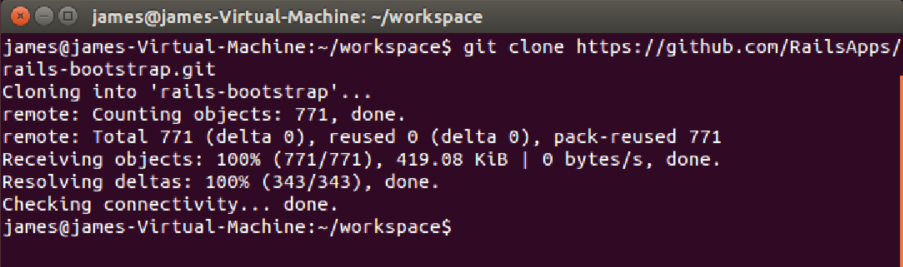 james@james-Virtual-Machine: ~/workspace
james@james-Virtual-Machine:~/workspace$ git clone https://github.com/RailsApps/
rails-bootstrap.git
Cloning into 'rails-bootstrap'...
remote: Counting objects: 771, done.
remote: Total 771 (delta 0), reused 0 (delta 0), pack-reused 771
Receiving objects: 100% (771/771), 419.08 KiB | 0 bytes/s, done.
Resolving deltas: 100% (343/343), done.
Checking connectivity... done.
james@james-Virtual-Machine:~/workspace$